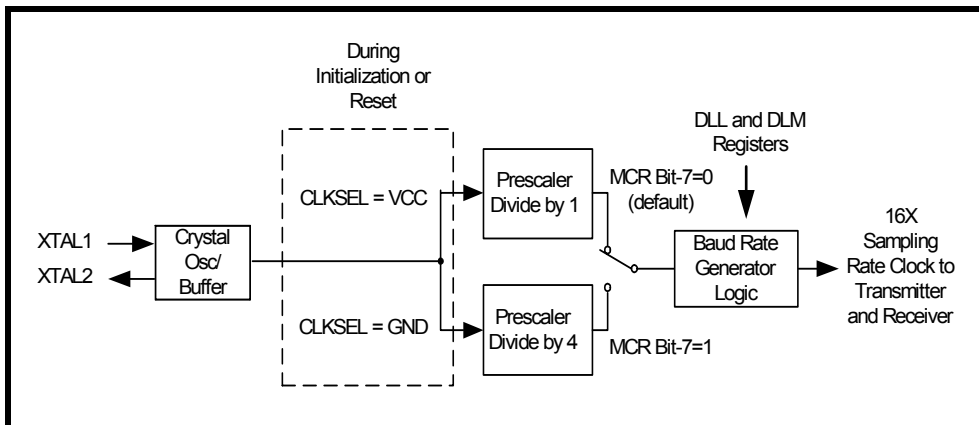 During
Initialization or
Reset
DLL and DLM
Registers
CLKSEL = VCC
Prescaler
Divide by 1
MCR Bit-7=0
(default)
XTAL1
XTAL2
Crystal
Osc/
Buffer
Baud Rate
Generator
Logic
16X
Sampling
Rate Clock to
Transmitter
and Receiver
CLKSEL = GND
Prescaler
Divide by 4
MCR Bit-7=1